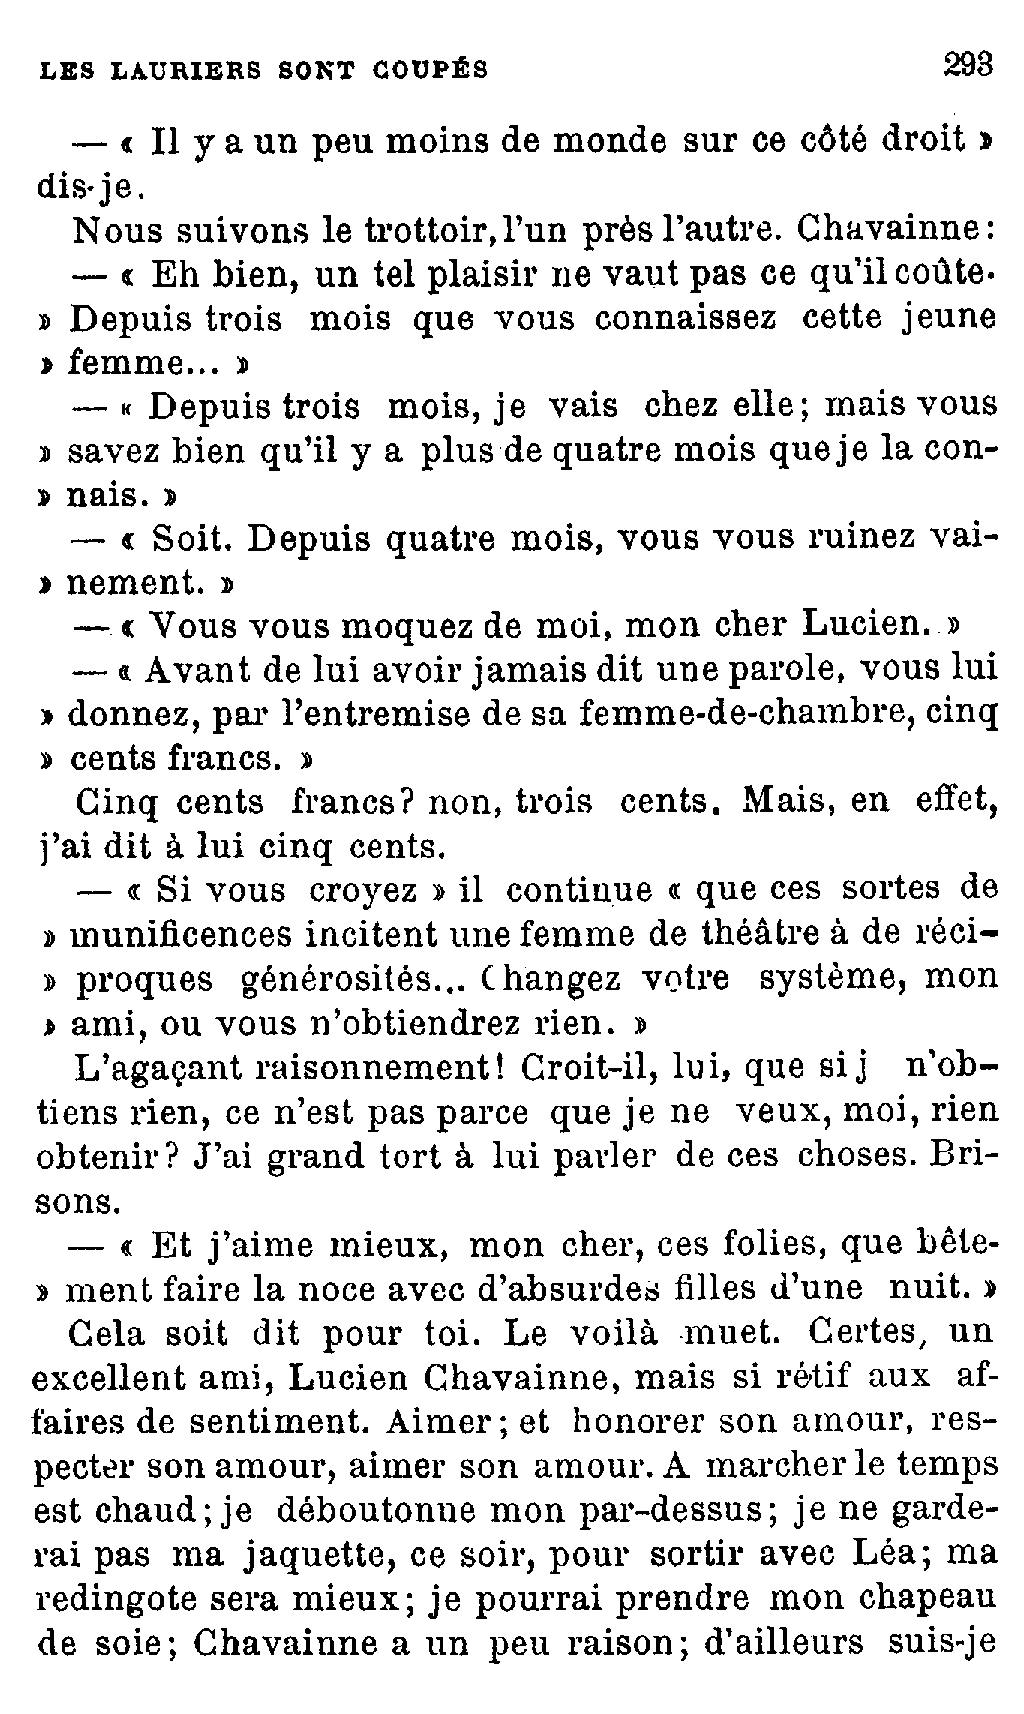 LES LAURIERS SONT COUPÉS 293
— « Il y a un peu moins de monde sur ce côté droit »
dis-je.
Nous suivons le trottoir, l'un près l'autre. Chavainne:
— « Eh bien, un tel plaisir ne vaut pas ce qu'il coûte.
» Depuis trois mois que vous connaissez cette jeune
» femme... »
— « Depuis trois mois, je vais chez elle; mais vous
» savez bien qu'il y a plus de quatre mois que je la con-
» nais. »
— « Soit. Depuis quatre mois, vous vous ruinez vai-
» nement. »
— « Vous vous moquez de moi, mon cher Lucien. »
— « Avant de lui avoir jamais dit une parole, vous lui
» donnez, par l'entremise de sa femme-de-chambre, cinq
» cents francs. »
Cinq cents francs? non, trois cents. Mais, en effet,
j'ai dit à lui cinq cents.
— « Si vous croyez » il continue « que ces sortes de
» munificences incitent une femme de théâtre à de réci-
» proques générosités... Changez votre système, mon
» ami, ou vous n'obtiendrez rien. »
L'agaçant raisonnement! Croit-il, lui, que si j n'ob-
tiens rien, ce n'est pas parce que je ne veux, moi, rien
obtenir? J'ai grand tort à lui parler de ces choses. Bri-
sons.
— « Et j'aime mieux, mon cher, ces folies, que bête-
» ment faire la noce avec d'absurdes filles d'une nuit. »
Cela soit dit pour toi. Le voilà muet. Certes, un
excellent ami, Lucien Chavainne, mais si rétif aux af-
faires de sentiment. Aimer; et honorer son amour, res-
pecter son amour, aimer son amour. A marcher le temps
est chaud; je déboutonne mon par-dessus; je ne garde-
rai pas ma jaquette, ce soir, pour sortir avec Léa; ma
redingote sera mieux; je pourrai prendre mon chapeau
de soie; Chavainne a un peu raison; d'ailleurs suis-je